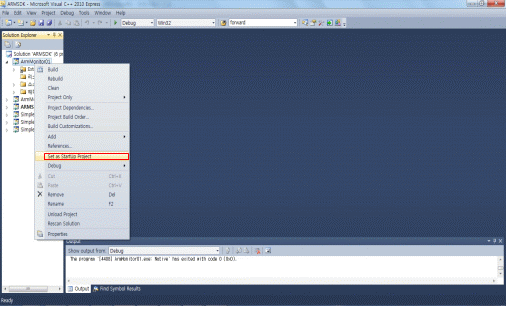 ARMSDK - Microsoft Visual C++ 2010 Express
File Edit View Project Debug Tools Window Help
Debug Win32 forward
Solution Explorer
Solution 'ARMSDK' (6 pr
ArmMonitor01
Build
Rebuild
Clean
Project Only
Project Dependencies...
Project Build Order...
Build Customizations...
Add
References...
Set as StartUp Project
Debug
Cut Ctrl+X
Paste Ctrl+V
Remove Del
Rename F2
Unload Project
Rescan Solution
Properties
ArmM
ARMS
Simple
Simple
Simple
Output
Show output from: Debug
The program '[4400] ArmMonitor01.exe: Native' has exited with code 0 (0x0).
Output Find Symbol Results
Ready